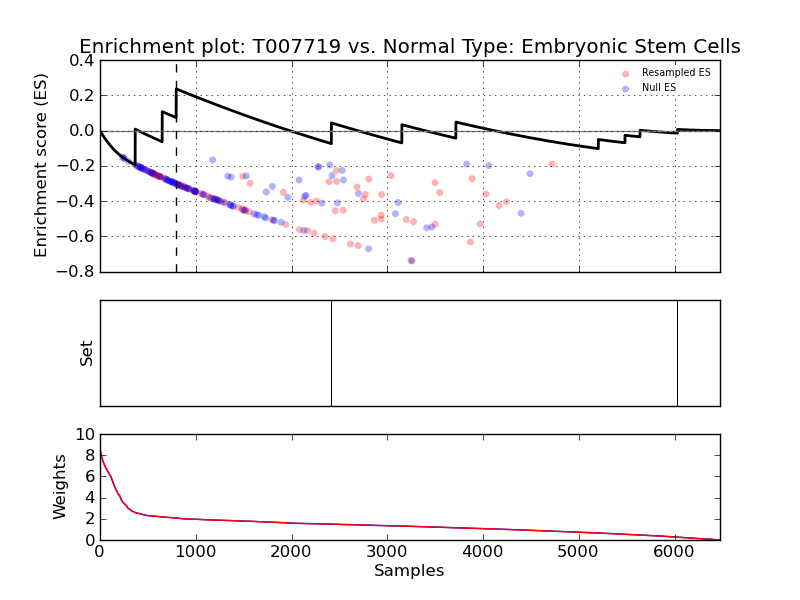 Enrichment plot: T007719 vs. Normal Type: Embryonic Stem Cells
Enrichment score (ES)
0.4
0.2
0.0
−0.2
−0.4
−0.6
−0.8
Resampled ES
Null ES
Set
Weights
10
8
6
4
2
0
0 1000 2000 3000 4000 5000 6000
Samples